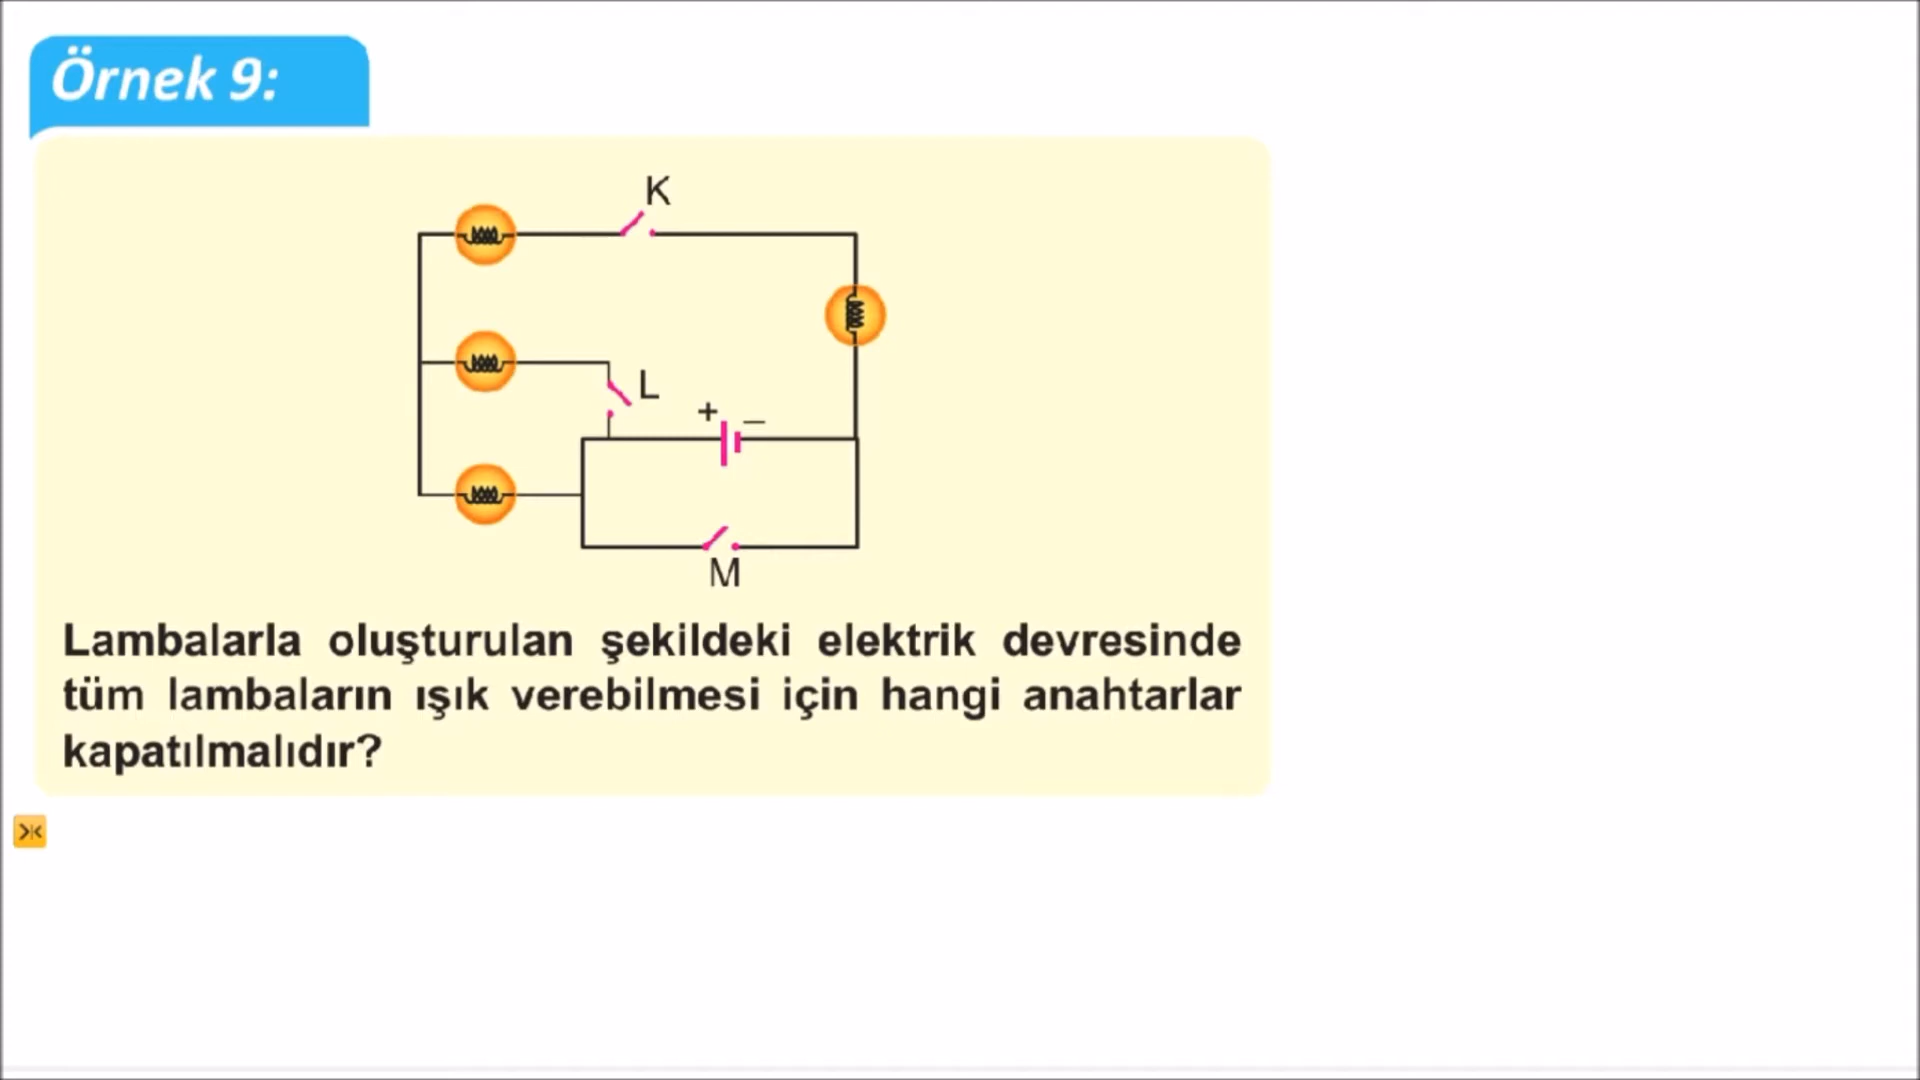 Örnek 9:
K
L
+ –
M
Lambalarla oluşturulan şekildeki elektrik devresinde
tüm lambaların ışık verebilmesi için hangi anahtarlar
kapatılmalıdır?